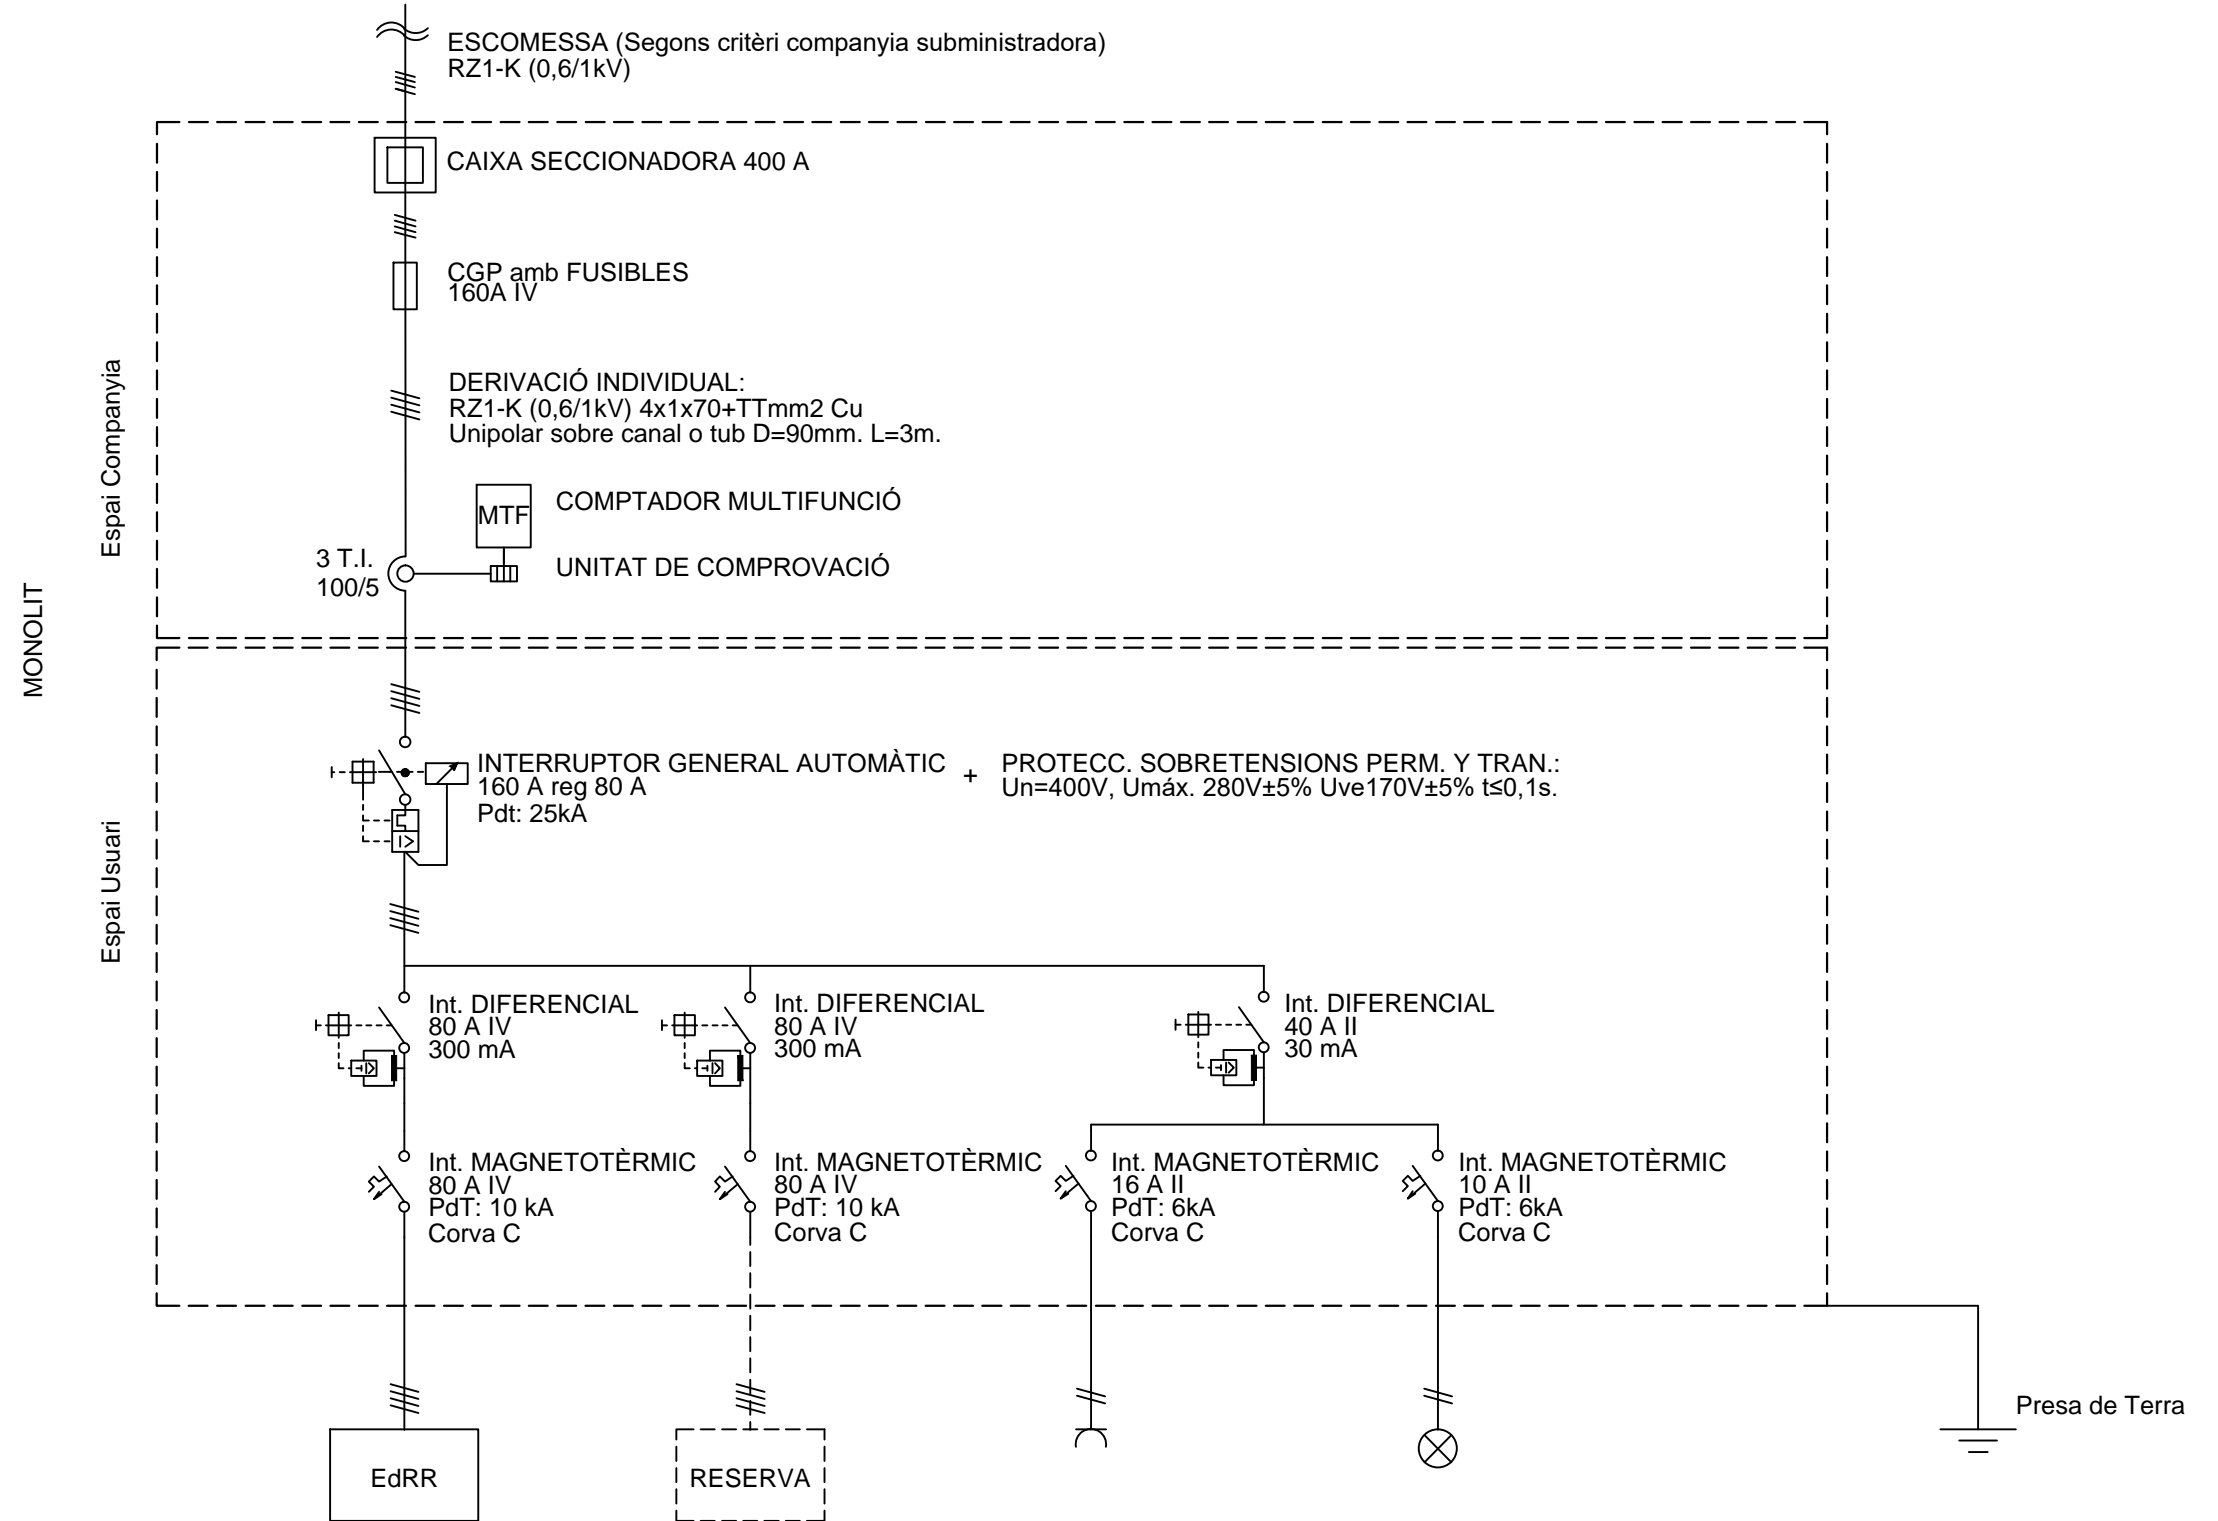 ESCOMESSA (Segons critèri companyia subministradora)
RZ1-K (0,6/1kV)
CAIXA SECCIONADORA 400 A
CGP amb FUSIBLES
160A IV
DERIVACIÓ INDIVIDUAL:
RZ1-K (0,6/1kV) 4x1x70+TTmm2 Cu
Unipolar sobre canal o tub D=90mm. L=3m.
MTF
COMPTADOR MULTIFUNCIÓ
UNITAT DE COMPROVACIÓ
3 T.I.
100/5
Espai Companyia
MONOLIT
Espai Usuari
INTERRUPTOR GENERAL AUTOMÀTIC
160 A reg 80 A
Pdt: 25kA
+
PROTECC. SOBRETENSIONS PERM. Y TRAN.:
Un=400V, Umáx. 280V±5% Uve170V±5% t≤0,1s.
Int. DIFERENCIAL
80 A IV
300 mA
Int. DIFERENCIAL
80 A IV
300 mA
Int. DIFERENCIAL
40 A II
30 mA
Int. MAGNETOTÈRMIC
80 A IV
PdT: 10 kA
Corva C
Int. MAGNETOTÈRMIC
80 A IV
PdT: 10 kA
Corva C
Int. MAGNETOTÈRMIC
16 A II
PdT: 6kA
Corva C
Int. MAGNETOTÈRMIC
10 A II
PdT: 6kA
Corva C
EdRR
RESERVA
Presa de Terra